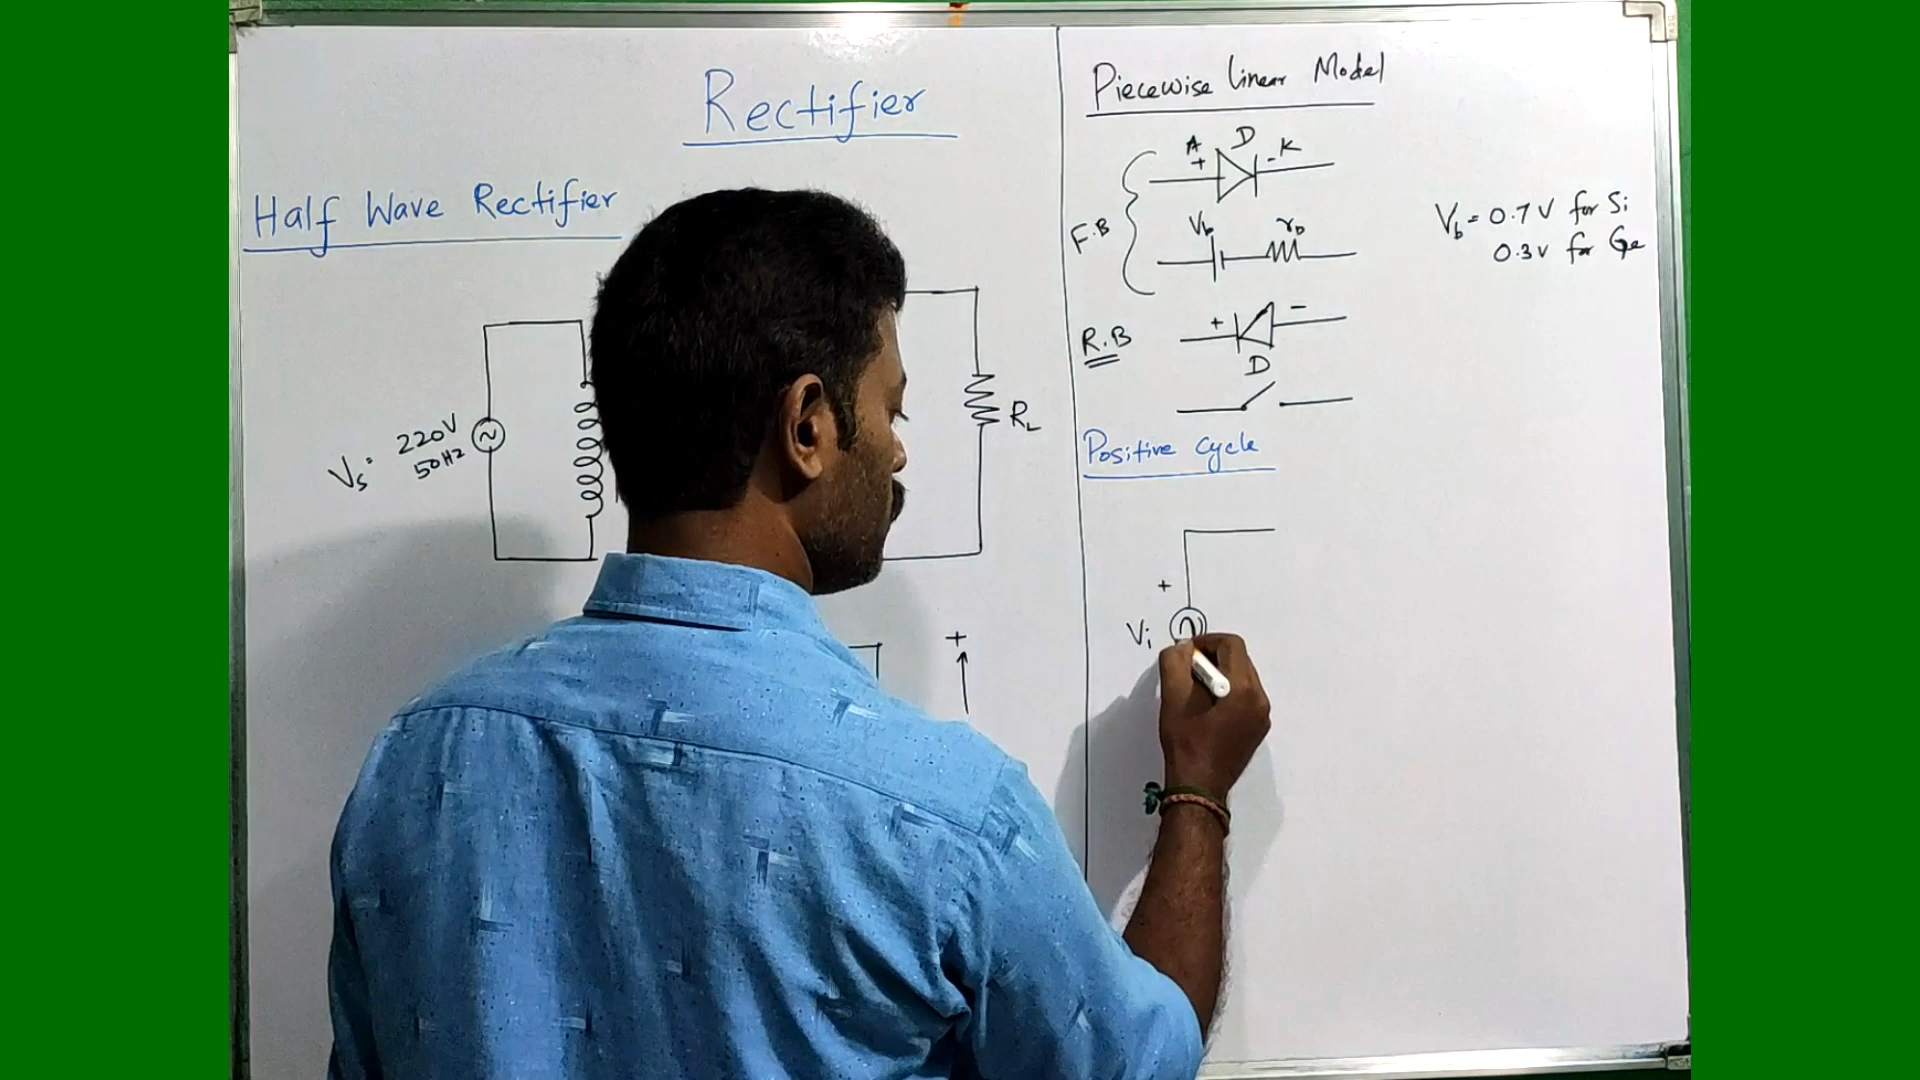 Rectifier
Half Wave Rectifier
Vs = 220V
50Hz
RL
+
Piecewise linear Model
A D K
+ -
F.B
Vb rD
Vb = 0.7V for Si
0.3V for Ge
R.B
+ -
D
Positive cycle
+
Vi